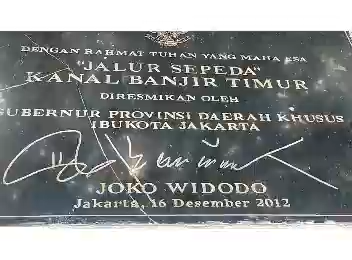 DENGAN RAHMAT TUHAN YANG MAHA ESA
"JALUR SEPEDA"
KANAL BANJIR TIMUR
DIRESMIKAN OLEH
GUBERNUR PROVINSI DAERAH KHUSUS
IBUKOTA JAKARTA
JOKO WIDODO
Jakarta, 16 Desember 2012